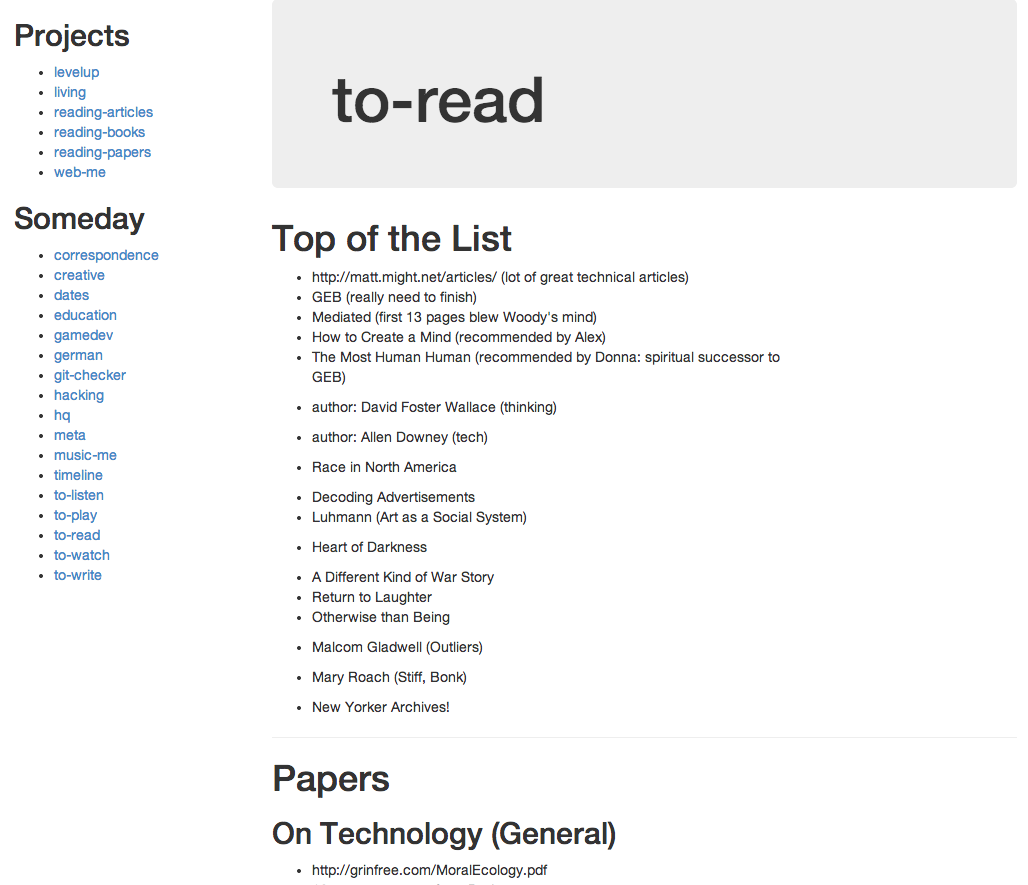 Projects
levelup
living
reading-articles
reading-books
reading-papers
web-me
Someday
correspondence
creative
dates
education
gamedev
german
git-checker
hacking
hq
meta
music-me
timeline
to-listen
to-play
to-read
to-watch
to-write
to-read
Top of the List
http://matt.might.net/articles/ (lot of great technical articles)
GEB (really need to finish)
Mediated (first 13 pages blew Woody's mind)
How to Create a Mind (recommended by Alex)
The Most Human Human (recommended by Donna: spiritual successor to
GEB)
author: David Foster Wallace (thinking)
author: Allen Downey (tech)
Race in North America
Decoding Advertisements
Luhmann (Art as a Social System)
Heart of Darkness
A Different Kind of War Story
Return to Laughter
Otherwise than Being
Malcom Gladwell (Outliers)
Mary Roach (Stiff, Bonk)
New Yorker Archives!
Papers
On Technology (General)
http://grinfree.com/MoralEcology.pdf